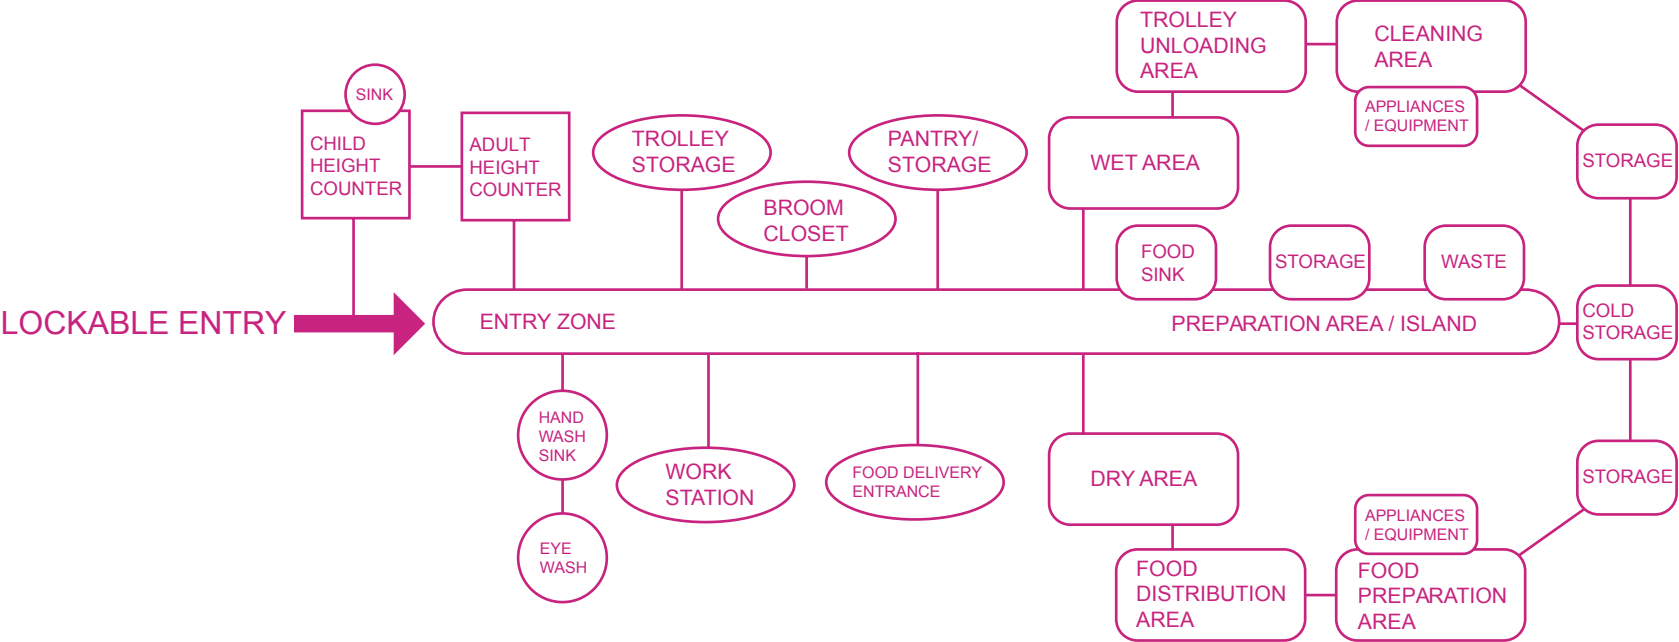 TROLLEY
UNLOADING
AREA
CLEANING
AREA
APPLIANCES
/ EQUIPMENT
SINK
CHILD
HEIGHT
COUNTER
ADULT
HEIGHT
COUNTER
TROLLEY
STORAGE
BROOM
CLOSET
PANTRY/
STORAGE
WET AREA
STORAGE
FOOD
SINK
STORAGE
WASTE
LOCKABLE ENTRY
ENTRY ZONE
PREPARATION AREA / ISLAND
COLD
STORAGE
HAND
WASH
SINK
EYE
WASH
WORK
STATION
FOOD DELIVERY
ENTRANCE
DRY AREA
STORAGE
APPLIANCES
/ EQUIPMENT
FOOD
DISTRIBUTION
AREA
FOOD
PREPARATION
AREA